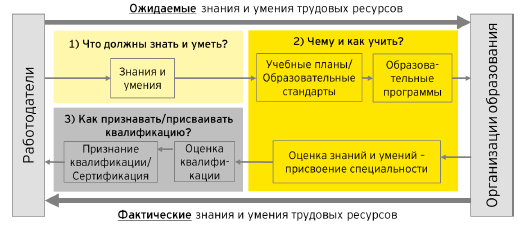 Ожидаемые знания и умения трудовых ресурсов
Работодатели
1) Что должны знать и уметь?
Знания и
умения
2) Чему и как учить?
Учебные планы/
Образовательные
стандарты
Образова-
тельные
программы
3) Как признавать/присваивать
квалификацию?
Признание
квалификации/
Сертификация
Оценка
квалифи-
кации
Оценка знаний и умений –
присвоение специальности
Организации образования
Фактические знания и умения трудовых ресурсов